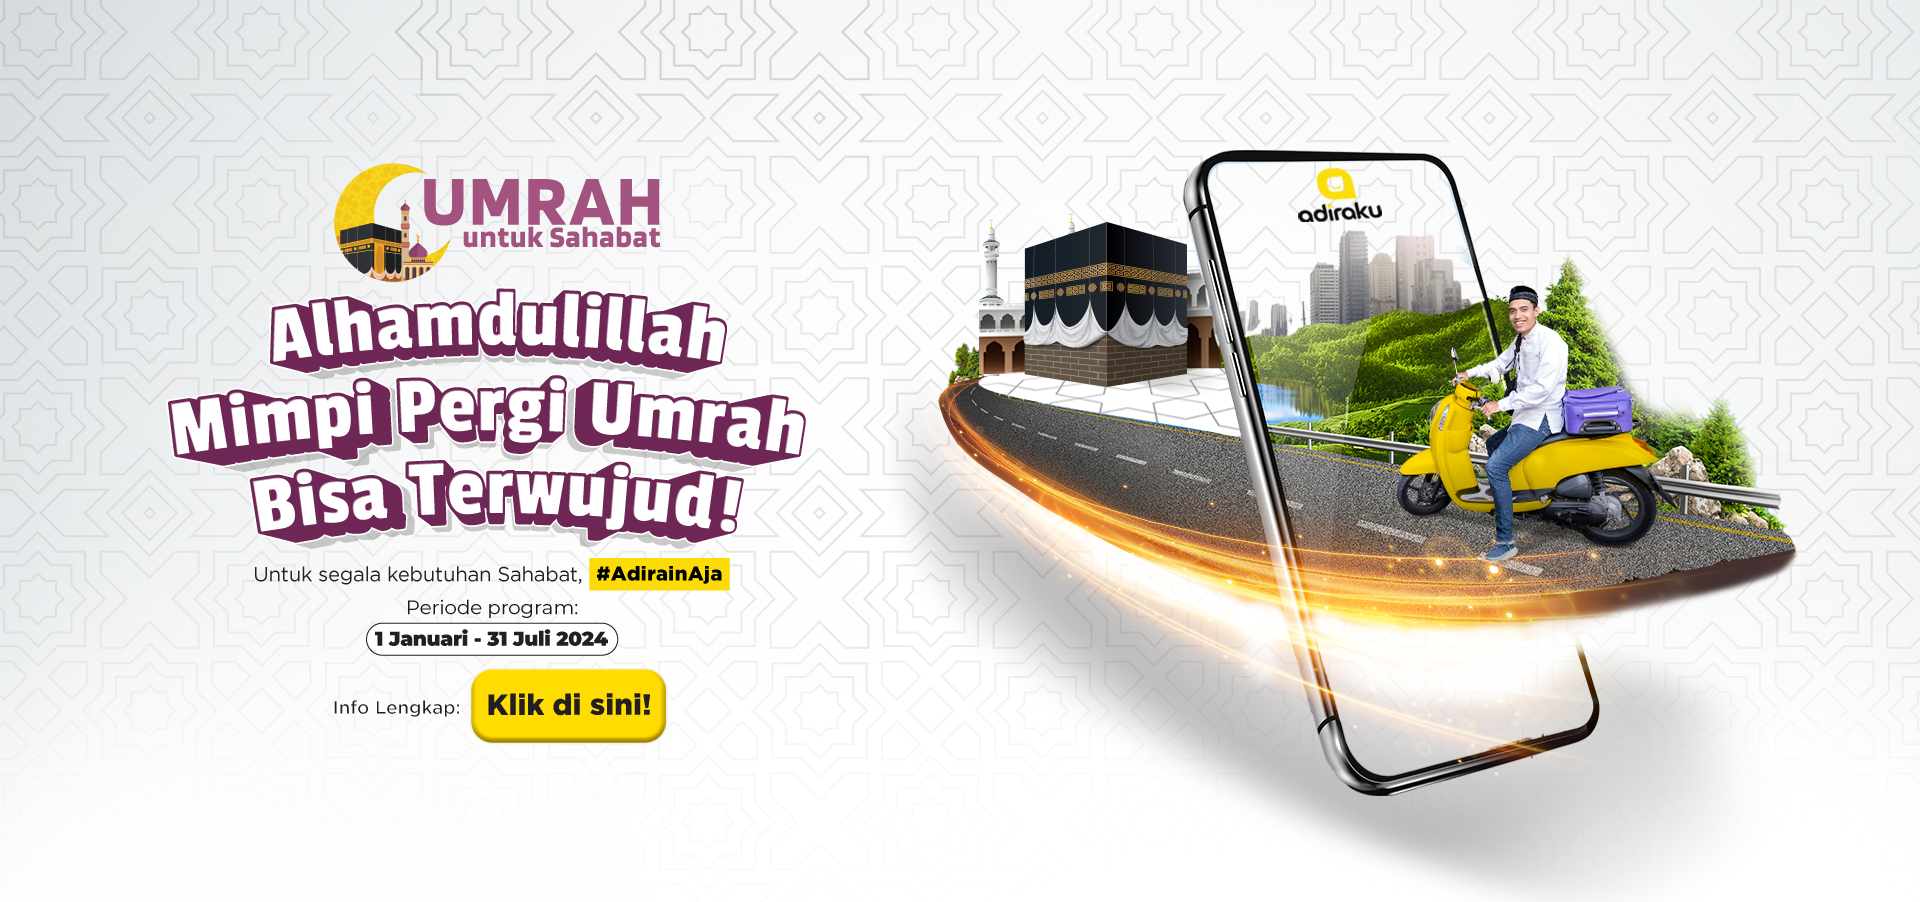 UMRAH
untuk Sahabat
Alhamdulillah
Mimpi Pergi Umrah
Bisa Terwujud!
Untuk segala kebutuhan Sahabat, #AdirainAja
Periode program:
1 Januari - 31 Juli 2024
Info Lengkap: Klik di sini!
adiraku